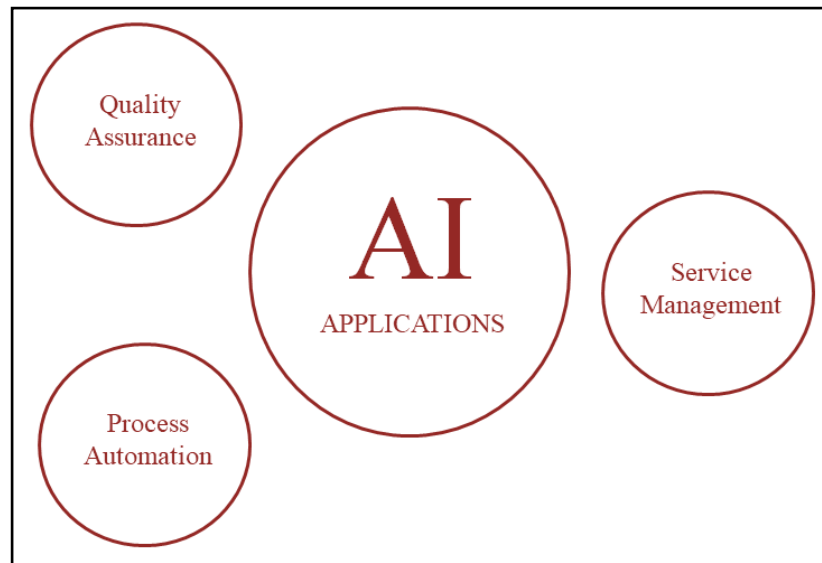 Quality
Assurance
AI
APPLICATIONS
Service
Management
Process
Automation